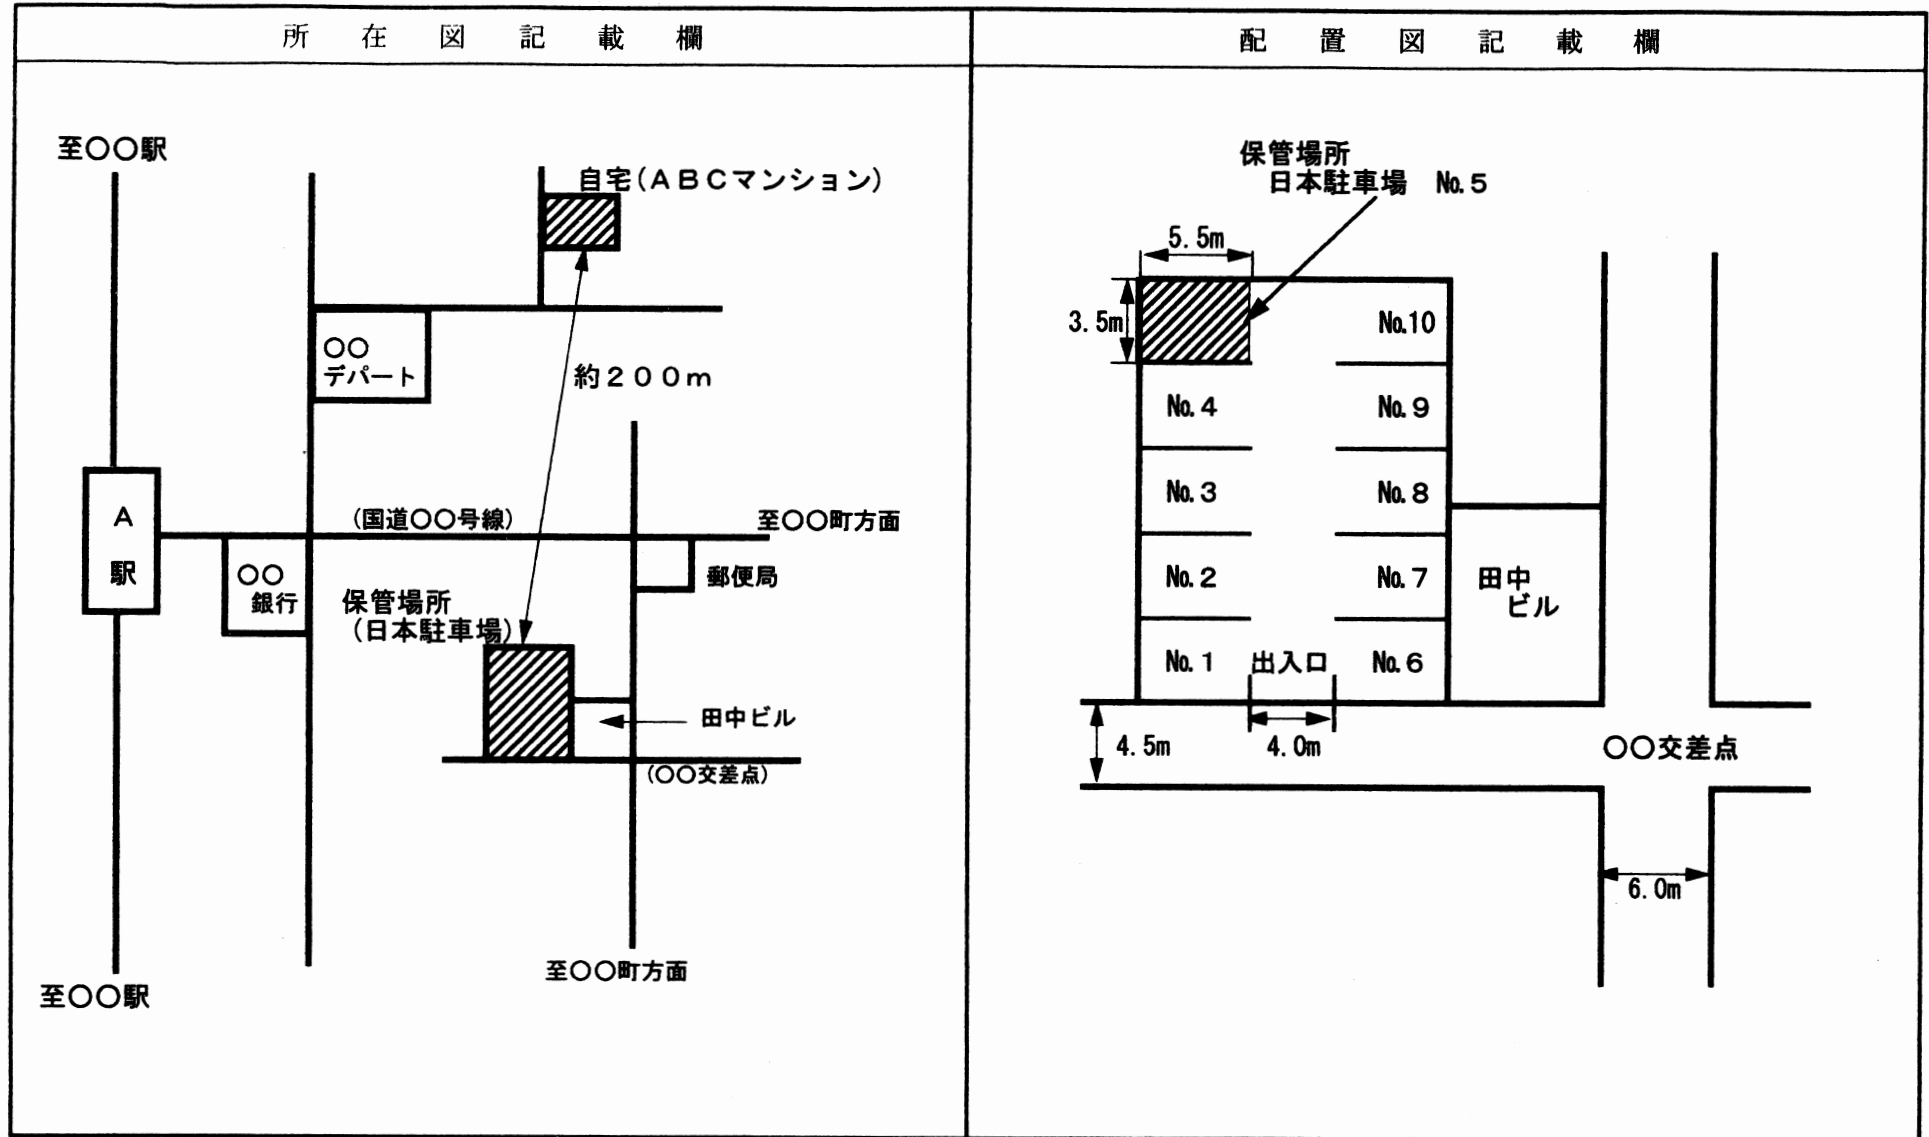 所在図記載欄
至〇〇駅
自宅(ABCマンション)
〇〇
デパート
約200m
A
駅
(国道〇〇号線)
至〇〇町方面
〇〇
銀行
郵便局
保管場所
(日本駐車場)
田中ビル
(〇〇交差点)
至〇〇町方面
至〇〇駅
配置図記載欄
保管場所
日本駐車場 No.5
5.5m
3.5m
No.10
No.4
No.9
No.3
No.8
No.2
No.7
田中
ビル
No.1
出入口
No.6
4.5m
4.0m
〇〇交差点
6.0m